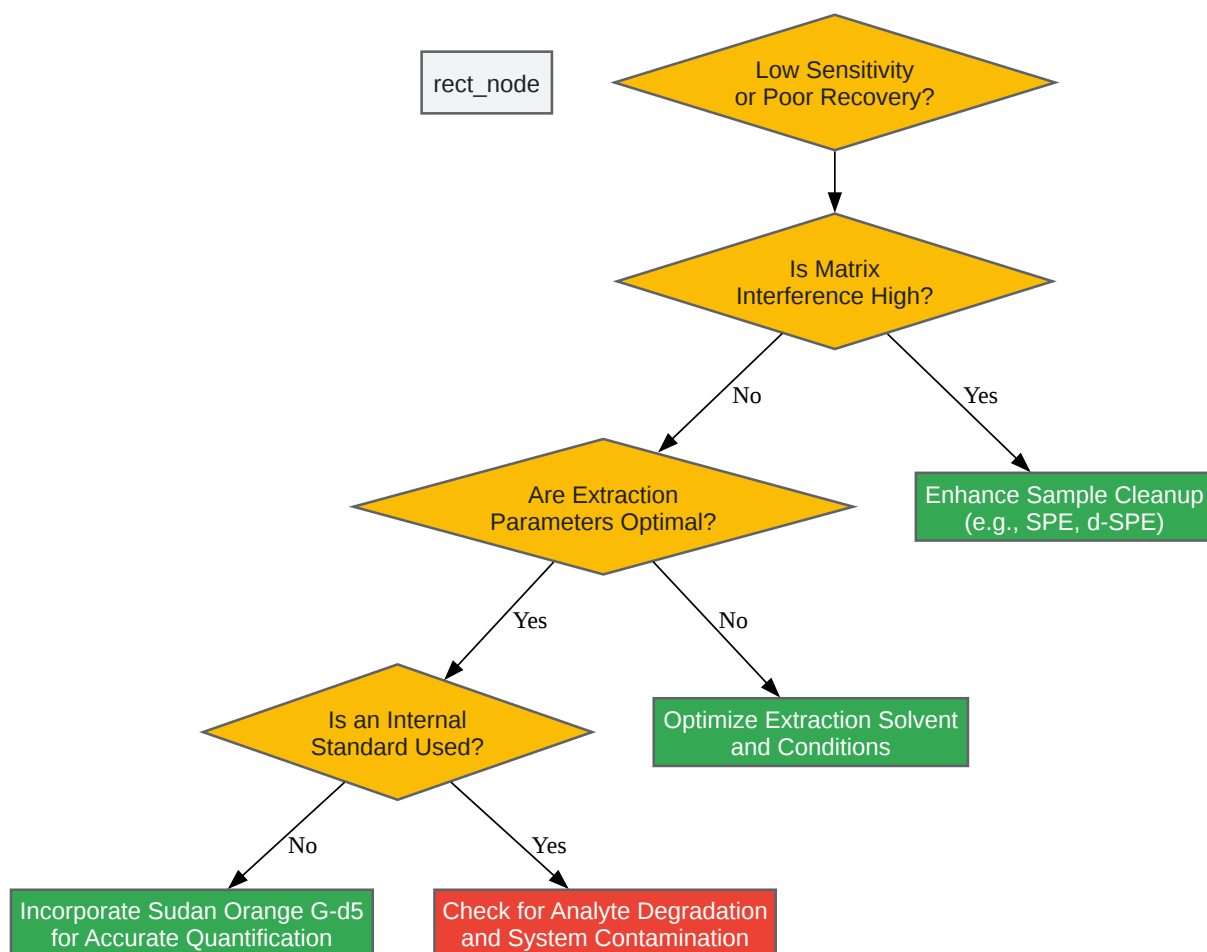 rect_node
Low Sensitivity
or Poor Recovery?
Is Matrix
Interference High?
No
Yes
Are Extraction
Parameters Optimal?
Enhance Sample Cleanup
(e.g., SPE, d-SPE)
Yes
No
Is an Internal
Standard Used?
Optimize Extraction Solvent
and Conditions
No
Yes
Incorporate Sudan Orange G-d5
for Accurate Quantification
Check for Analyte Degradation
and System Contamination